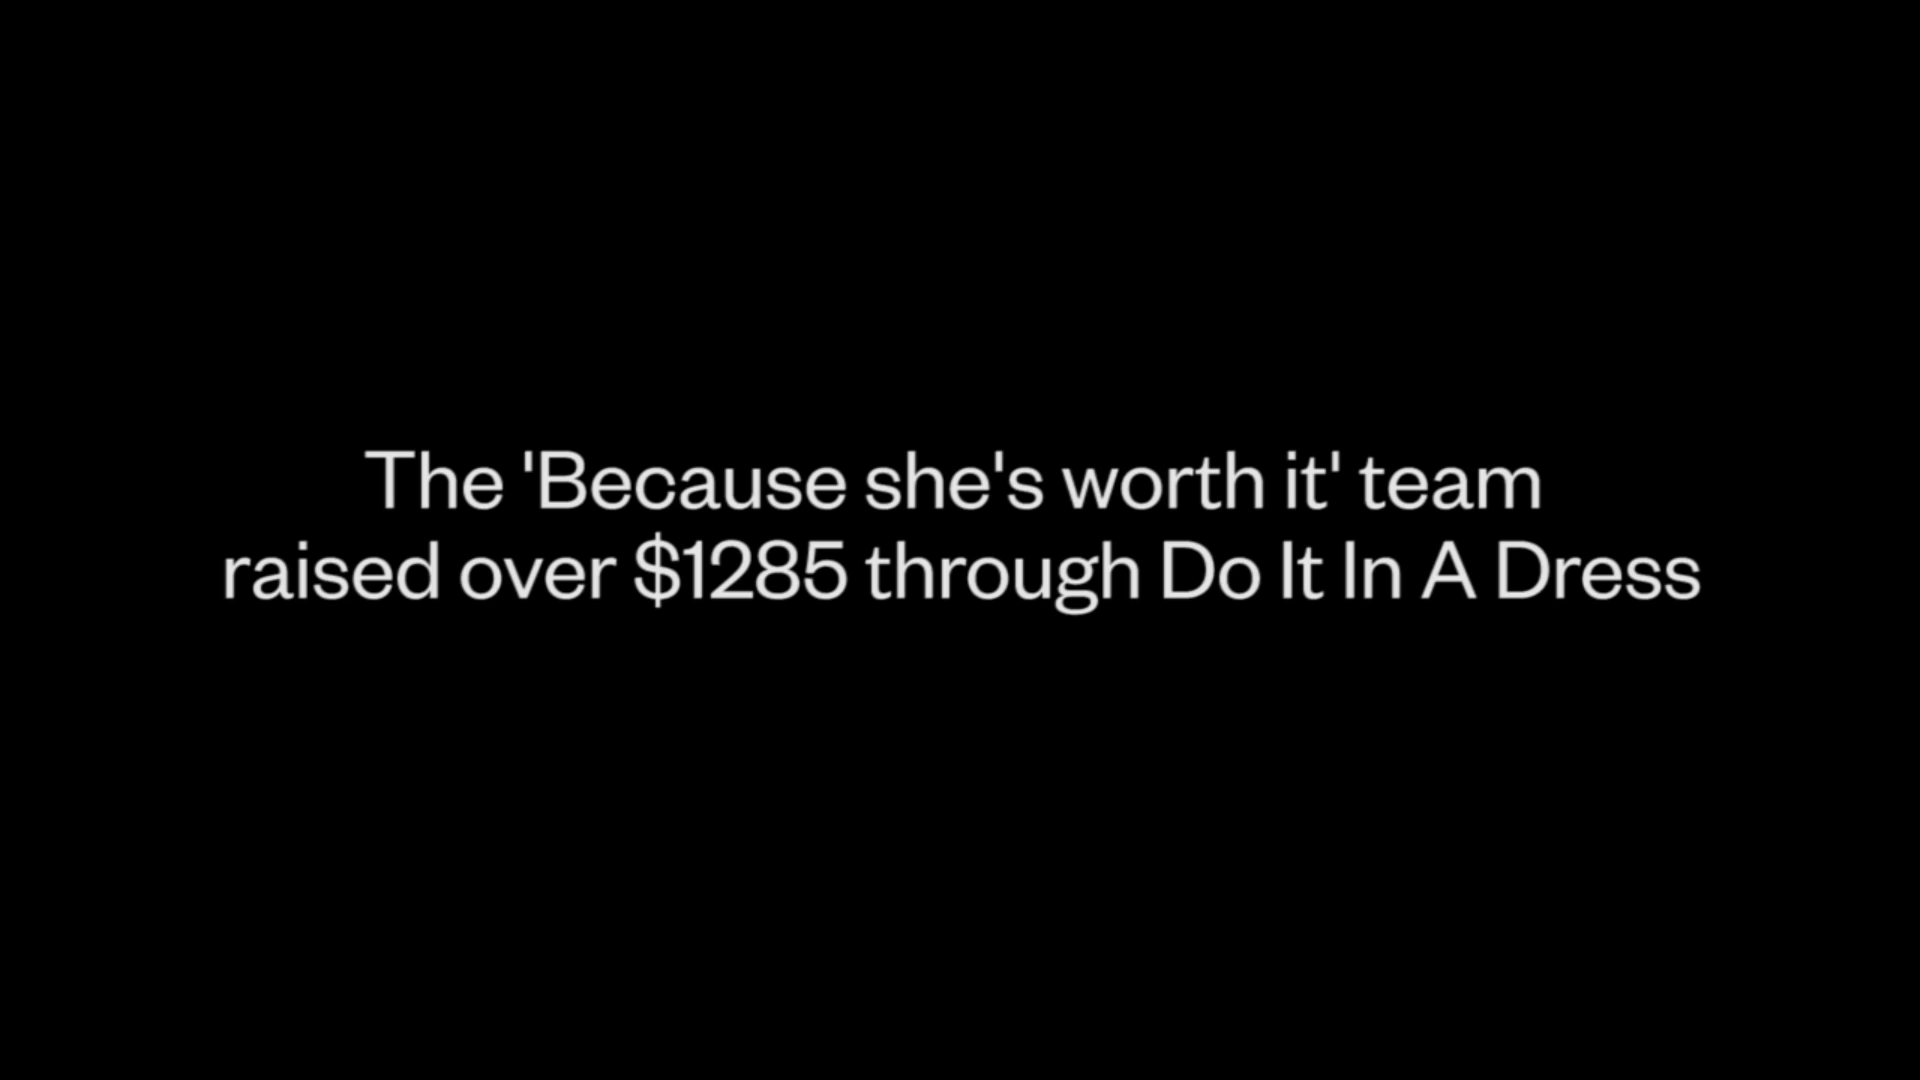 The 'Because she's worth it' team
raised over $1285 through Do It In A Dress